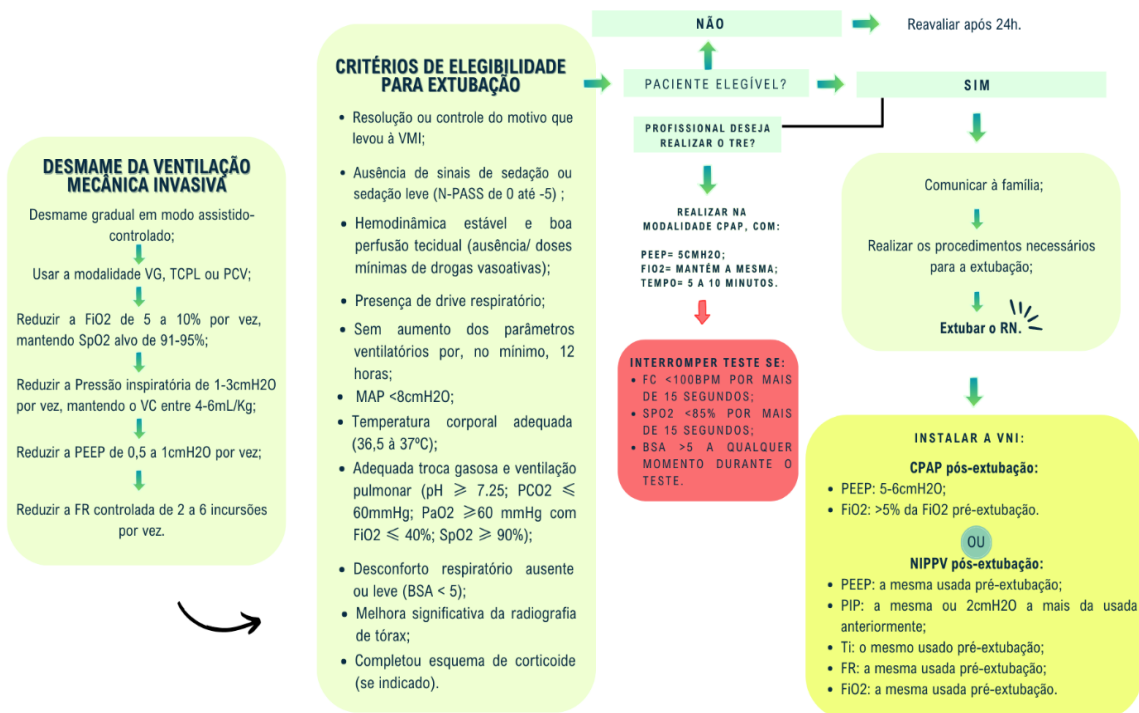 DESMAME DA VENTILAÇÃO
MECÂNICA INVASIVA
Desmame gradual em modo assistido-
controlado;
Usar a modalidade VG, TCPL ou PCV;
Reduzir a FiO2 de 5 a 10% por vez,
mantendo SpO2 alvo de 91-95%;
Reduzir a Pressão inspiratória de 1-3cmH2O
por vez, mantendo o VC entre 4-6mL/Kg;
Reduzir a PEEP de 0,5 a 1cmH2O por vez;
Reduzir a FR controlada de 2 a 6 incursões
por vez.
CRITÉRIOS DE ELEGIBILIDADE
PARA EXTUBAÇÃO
• Resolução ou controle do motivo que
levou à VMI;
• Ausência de sinais de sedação ou
sedação leve (N-PASS de 0 até -5) ;
• Hemodinâmica estável e boa
perfusão tecidual (ausência/ doses
mínimas de drogas vasoativas);
• Presença de drive respiratório;
• Sem aumento dos parâmetros
ventilatórios por, no mínimo, 12
horas;
• MAP <8cmH2O;
• Temperatura corporal adequada
(36,5 à 37ºC);
• Adequada troca gasosa e ventilação
pulmonar (pH ⩾ 7.25; PCO2 ⩽
60mmHg; PaO2 ⩾60 mmHg com
FiO2 ⩽ 40%; SpO2 ⩾ 90%);
• Desconforto respiratório ausente
ou leve (BSA < 5);
• Melhora significativa da radiografia
de tórax;
• Completou esquema de corticoide
(se indicado).
NÃO
Reavaliar após 24h.
PACIENTE ELEGÍVEL?
SIM
PROFISSIONAL DESEJA
REALIZAR O TRE?
REALIZAR NA
MODALIDADE CPAP, COM:
PEEP= 5CMH2O;
FIO2= MANTÉM A MESMA;
TEMPO= 5 A 10 MINUTOS.
INTERROMPER TESTE SE:
• FC <100BPM POR MAIS
DE 15 SEGUNDOS;
• SPO2 <85% POR MAIS
DE 15 SEGUNDOS;
• BSA >5 A QUALQUER
MOMENTO DURANTE O
TESTE.
Comunicar à família;
Realizar os procedimentos necessários
para a extubação;
Extubar o RN.
INSTALAR A VNI:
CPAP pós-extubação:
• PEEP: 5-6cmH2O;
• FiO2: >5% da FiO2 pré-extubação.
OU
NIPPV pós-extubação:
• PEEP: a mesma usada pré-extubação;
• PIP: a mesma ou 2cmH2O a mais da usada
anteriormente;
• Ti: o mesmo usado pré-extubação;
• FR: a mesma usada pré-extubação;
• FiO2: a mesma usada pré-extubação.